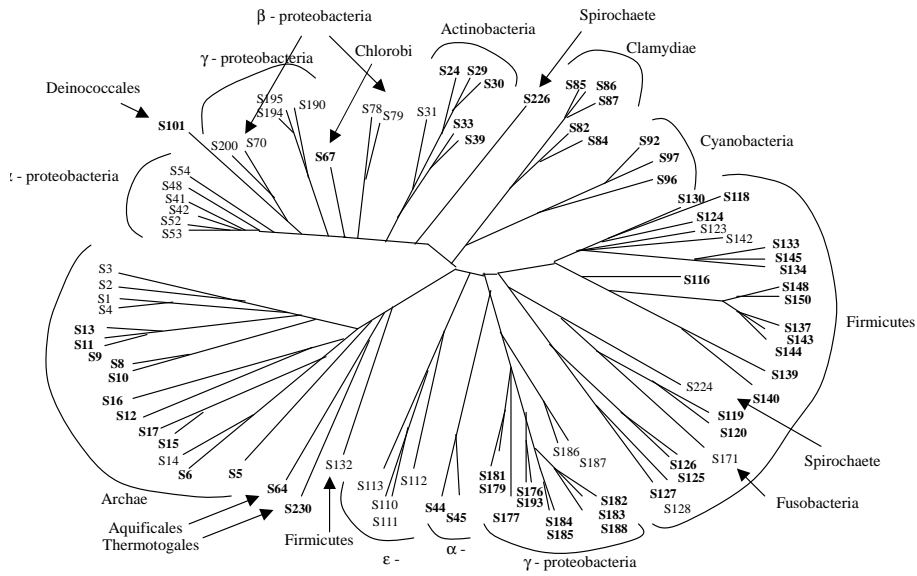 β - proteobacteria
Actinobacteria
Spirochaete
γ - proteobacteria
Chlorobi
Clamydiae
Deinococcales
S195
S194
S190
S78
S79
S31
S24
S29
S30
S226
S85
S86
S87
S101
S200
S70
S67
S33
S39
S82
S84
S92
S97
S96
Cyanobacteria
α - proteobacteria
S54
S48
S41
S42
S52
S53
S130
S118
S124
S123
S142
S133
S145
S134
S116
S148
S150
S137
S143
S144
S139
S140
Firmicutes
S3
S2
S1
S4
S13
S11
S9
S8
S10
S16
S12
S17
S15
S14
S6
S5
S64
S230
S132
Archae
Aquificales
Thermotogales
Firmicutes
S113
S110
S111
S112
ε -
S44
S45
α -
S181
S179
S177
S176
S193
S184
S185
S186
S187
S182
S183
S188
γ - proteobacteria
S224
S119
S120
S171
S126
S125
S127
S128
Spirochaete
Fusobacteria